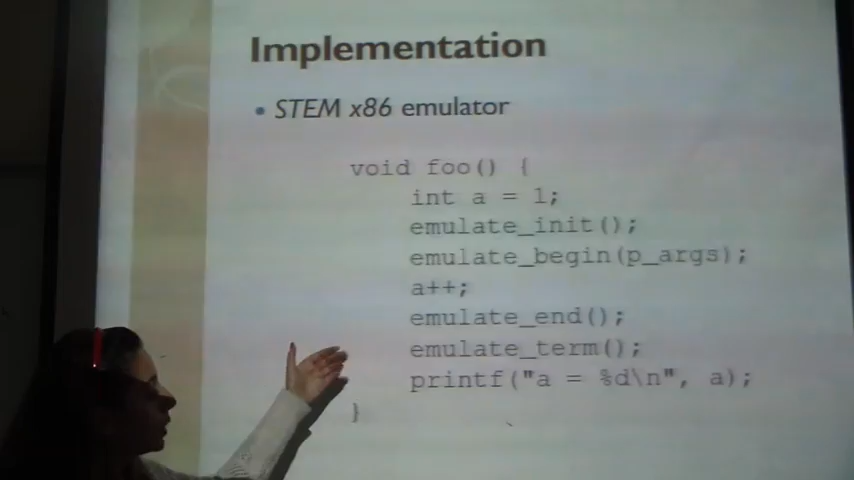 Implementation
• STEM x86 emulator
void foo() {
int a = 1;
emulate_init();
emulate_begin(p_args);
a++;
emulate_end();
emulate_term();
printf("a = %d\n", a);
}